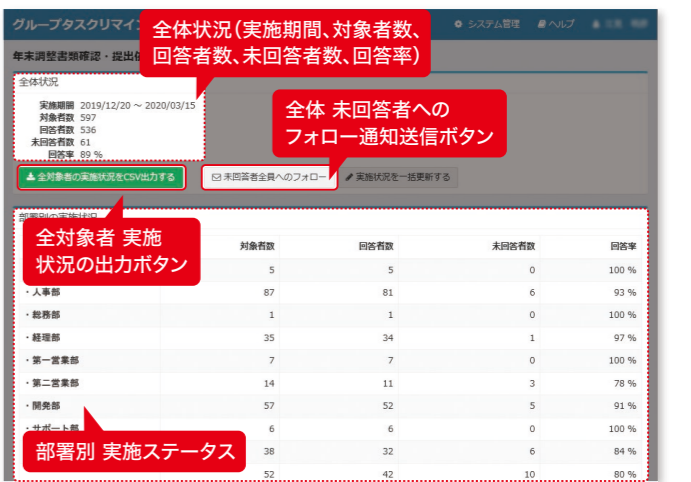 グループタスクリマイン
システム管理 ヘルプ
全体状況(実施期間、対象者数、
回答者数、未回答者数、回答率)
年末調整書類確認・提出
全体状況
実施期間 2019/12/20 ~ 2020/03/15
対象者数 597
回答者数 536
未回答者数 61
回答率 89 %
全体 未回答者への
フォロー通知送信ボタン
全対象者の実施状況をCSV出力する 未回答者全員へのフォロー 実施状況を一括更新する
部署別の実施状況
全対象者 実施
状況の出力ボタン
対象者数 回答者数 未回答者数 回答率
5 5 0 100 %
・人事部 87 81 6 93 %
・総務部 1 1 0 100 %
・経理部 35 34 1 97 %
・第一営業部 7 7 0 100 %
・第二営業部 14 11 3 78 %
・開発部 57 52 5 91 %
・サポート部 6 6 0 100 %
部署別 実施ステータス
38 32 6 84 %
52 42 10 80 %